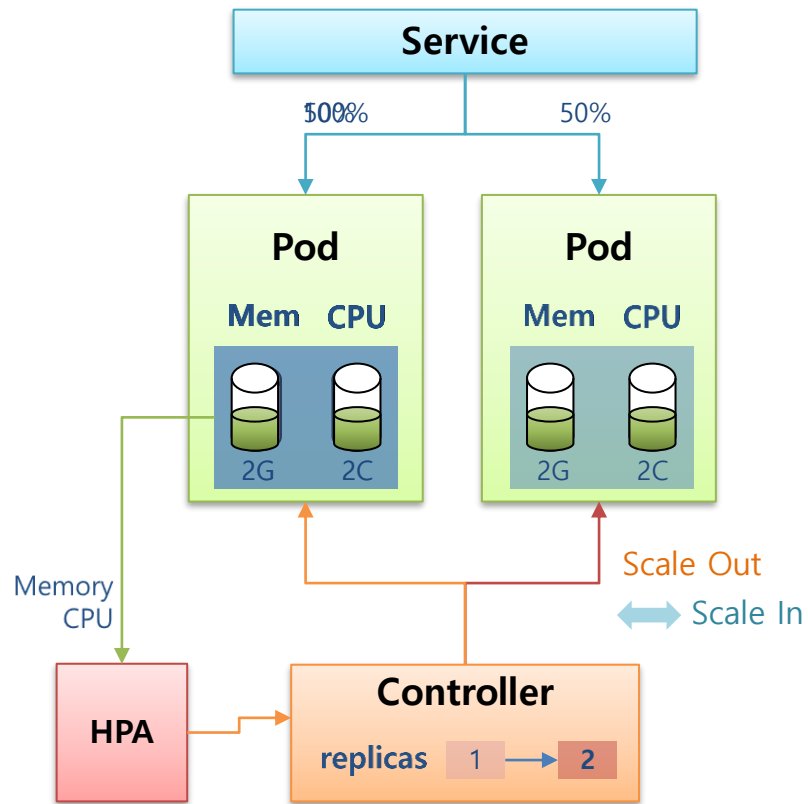 Service
50%
Pod
Pod
Mem CPU
Mem CPU
2G 2C
2G 2C
Scale Out
Scale In
Memory
CPU
HPA
Controller
replicas 1 2